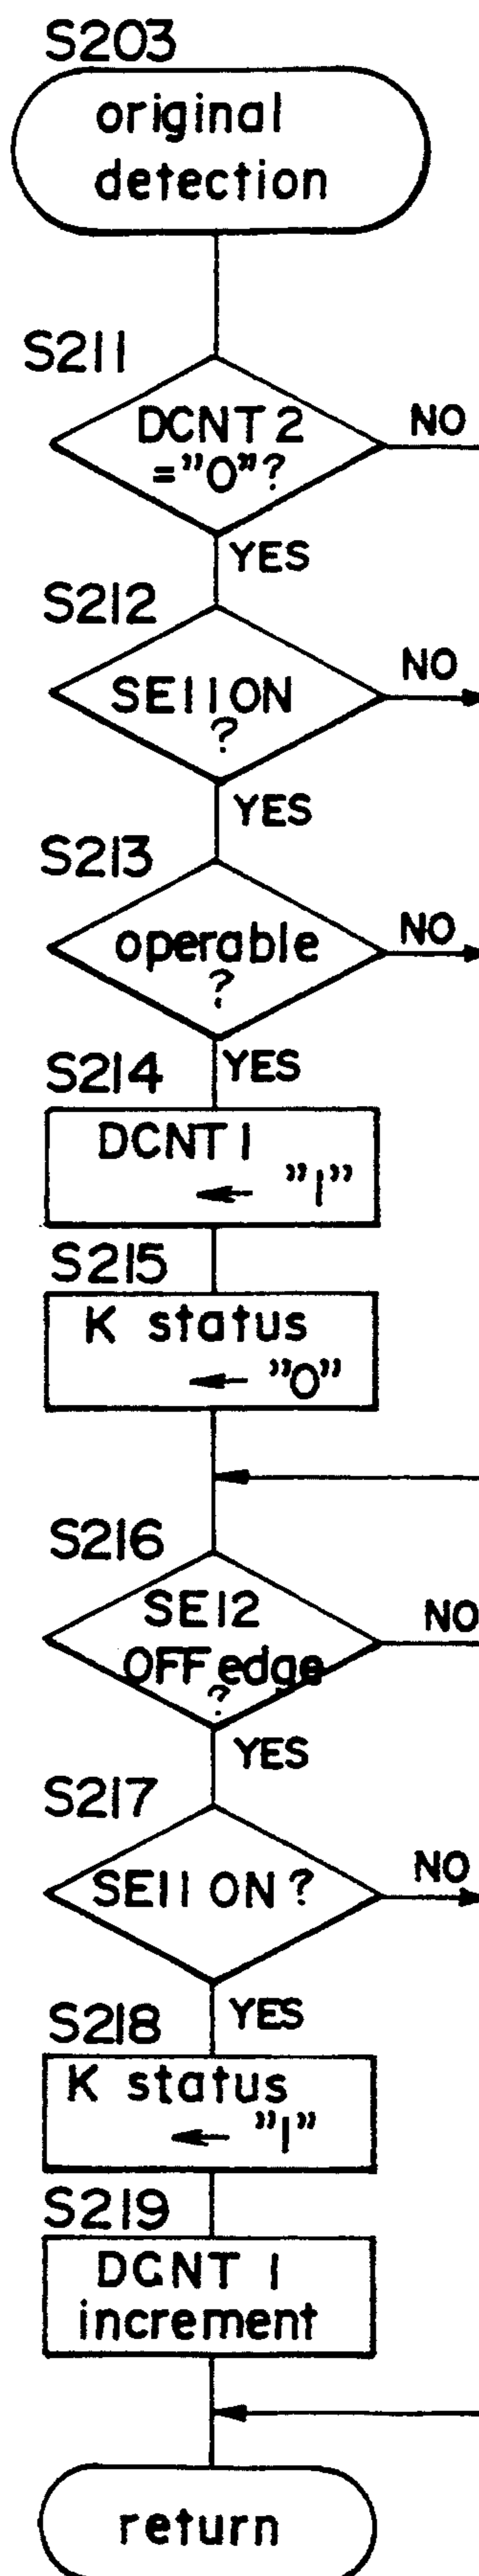 S203
original
detection
S211
DCNT 2
="0"?
NO
YES
S212
SE11 ON
?
NO
YES
S213
operable
?
NO
YES
S214
DCNT 1
← "1"
S215
K status
← "0"
S216
SE12
OFF edge
?
NO
YES
S217
SE11 ON ?
NO
YES
S218
K status
← "1"
S219
DCNT 1
increment
return